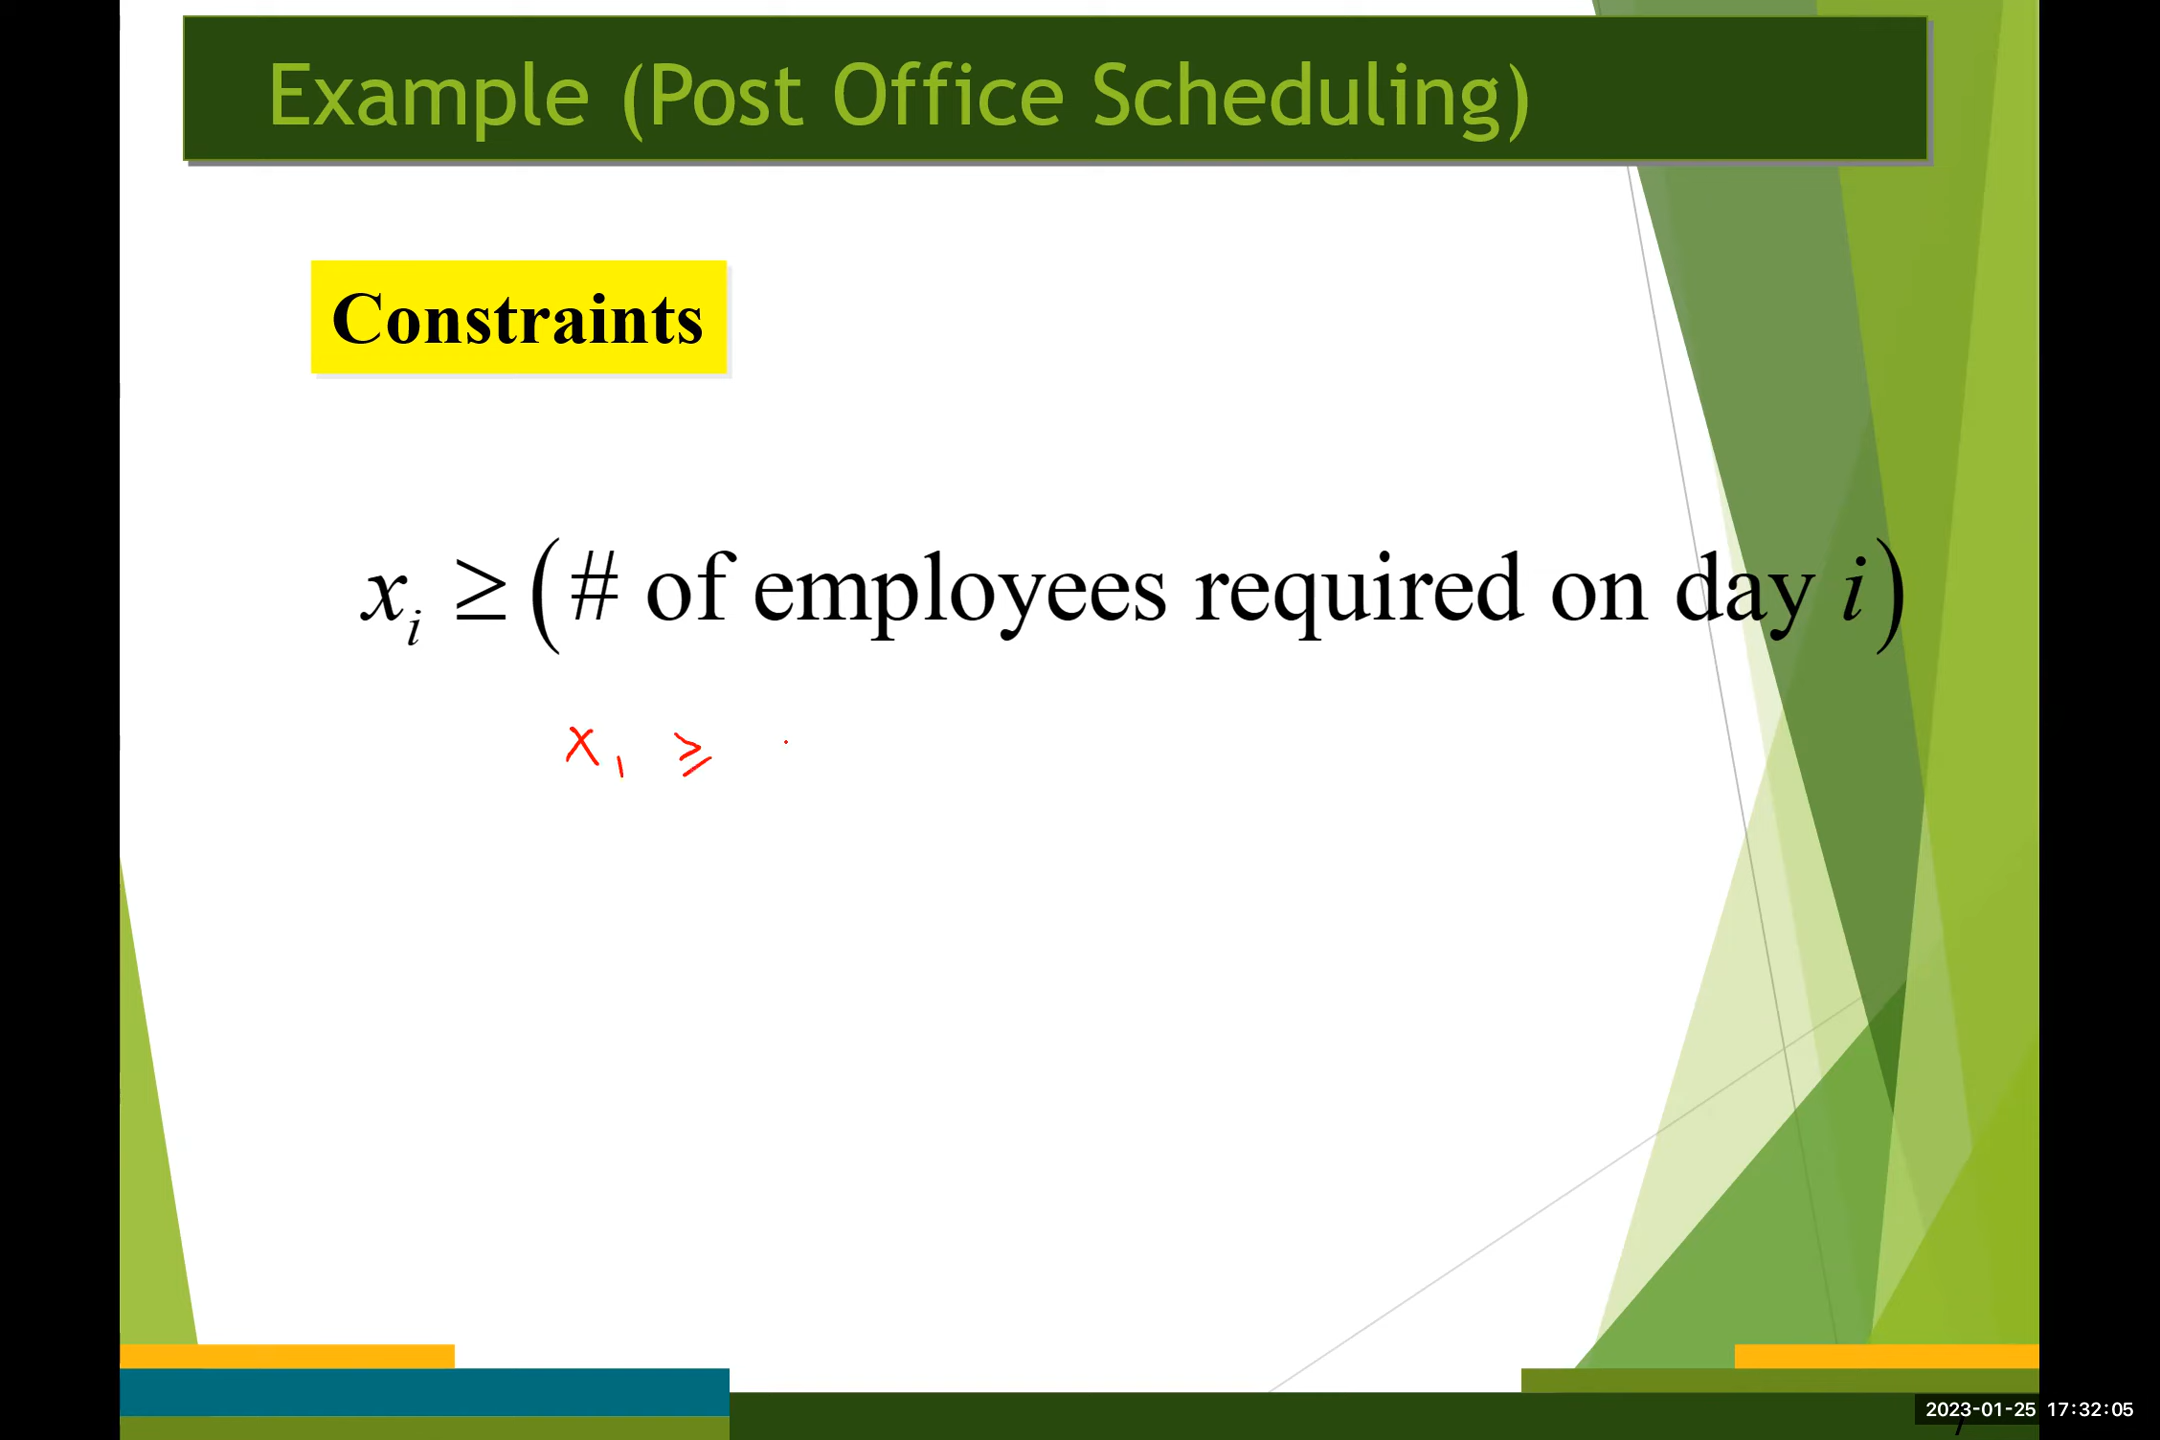 Example (Post Office Scheduling)
Constraints
xᵢ ≥ (# of employees required on day i)
x₁ ≥
2023-01-25 17:32:05